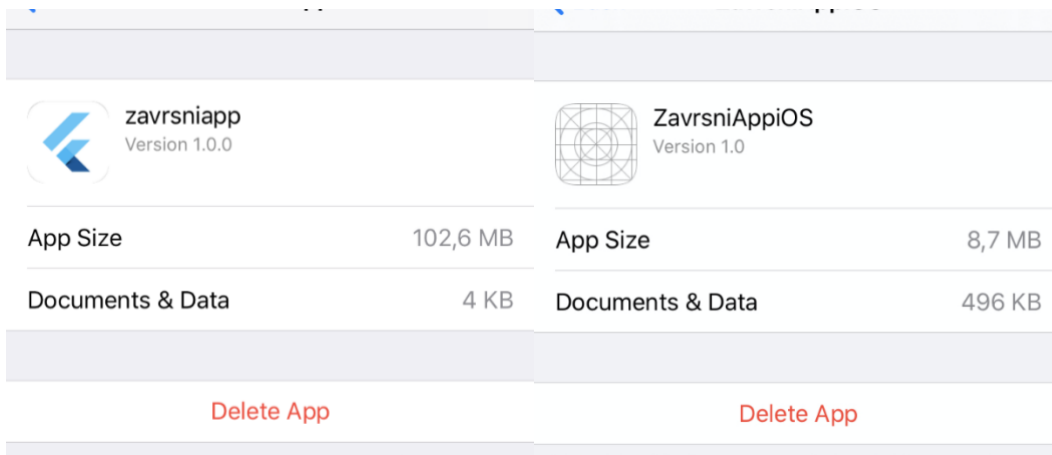 zavrsniapp
Version 1.0.0
App Size 102,6 MB
Documents & Data 4 KB
Delete App
ZavrsniAppiOS
Version 1.0
App Size 8,7 MB
Documents & Data 496 KB
Delete App